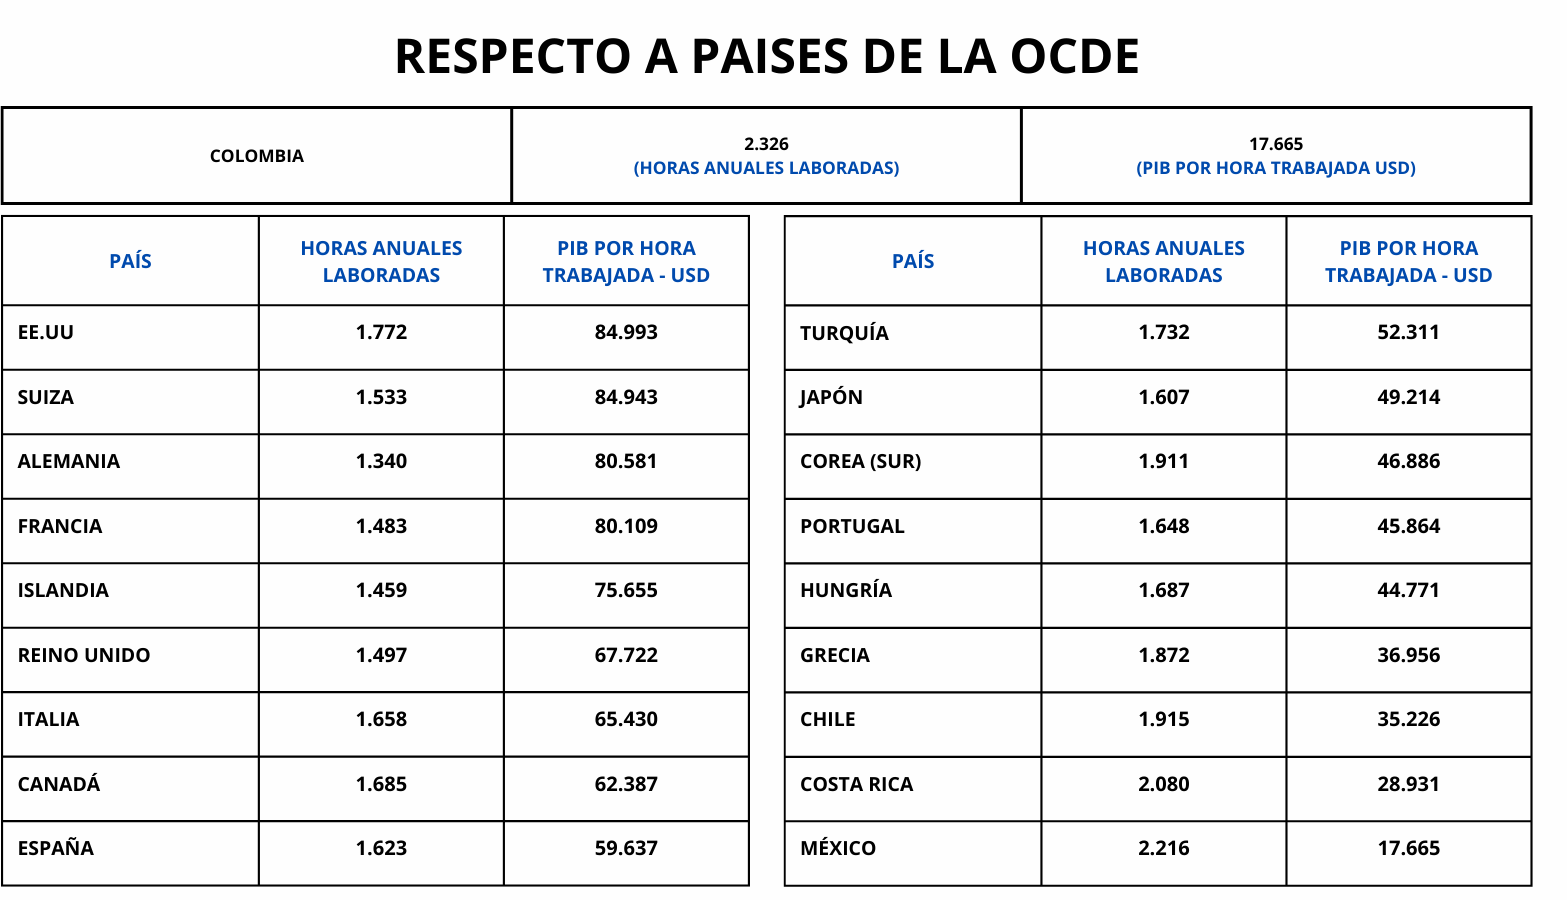 RESPECTO A PAISES DE LA OCDE
COLOMBIA
2.326
(HORAS ANUALES LABORADAS)
17.665
(PIB POR HORA TRABAJADA USD)
PAÍS
HORAS ANUALES
LABORADAS
PIB POR HORA
TRABAJADA - USD
EE.UU 1.772 84.993
SUIZA 1.533 84.943
ALEMANIA 1.340 80.581
FRANCIA 1.483 80.109
ISLANDIA 1.459 75.655
REINO UNIDO 1.497 67.722
ITALIA 1.658 65.430
CANADÁ 1.685 62.387
ESPAÑA 1.623 59.637
PAÍS
HORAS ANUALES
LABORADAS
PIB POR HORA
TRABAJADA - USD
TURQUÍA 1.732 52.311
JAPÓN 1.607 49.214
COREA (SUR) 1.911 46.886
PORTUGAL 1.648 45.864
HUNGRÍA 1.687 44.771
GRECIA 1.872 36.956
CHILE 1.915 35.226
COSTA RICA 2.080 28.931
MÉXICO 2.216 17.665